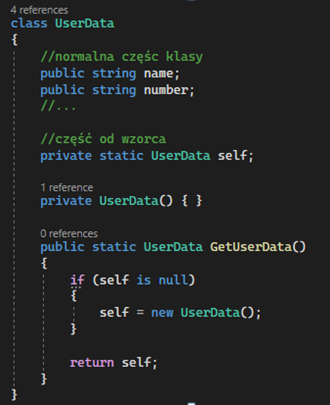 4 references
class UserData
{
//normalna częśc klasy
public string name;
public string number;
//...
//część od wzorca
private static UserData self;
1 reference
private UserData() { }
0 references
public static UserData GetUserData()
{
if (self is null)
{
self = new UserData();
}
return self;
}
}